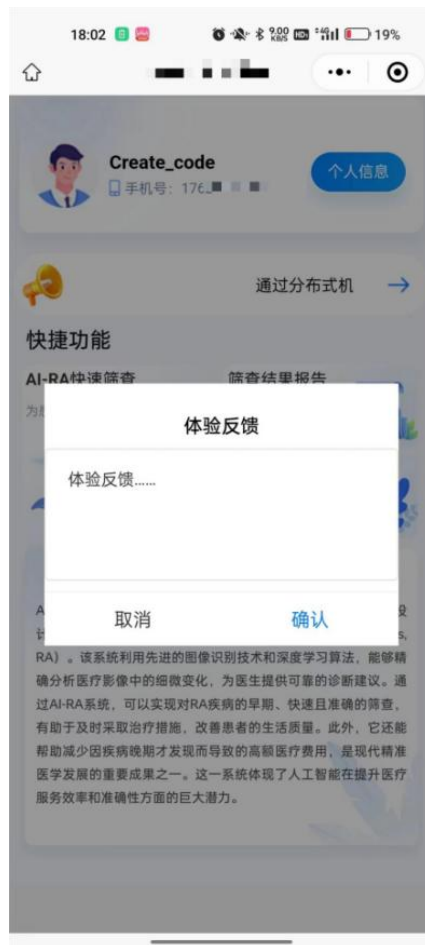 18:02
9.00 KB/S
19%
Create_code
手机号：176
个人信息
通过分布式机
快捷功能
AI-RA快速筛查
筛查结果报告
体验反馈
体验反馈……
取消
确认
RA）。该系统利用先进的图像识别技术和深度学习算法，能够精
确分析医疗影像中的细微变化，为医生提供可靠的诊断建议。通
过AI-RA系统，可以实现对RA疾病的早期、快速且准确的筛查，
有助于及时采取治疗措施，改善患者的生活质量。此外，它还能
帮助减少因疾病晚期才发现而导致的高额医疗费用，是现代精准
医学发展的重要成果之一。这一系统体现了人工智能在提升医疗
服务效率和准确性方面的巨大潜力。